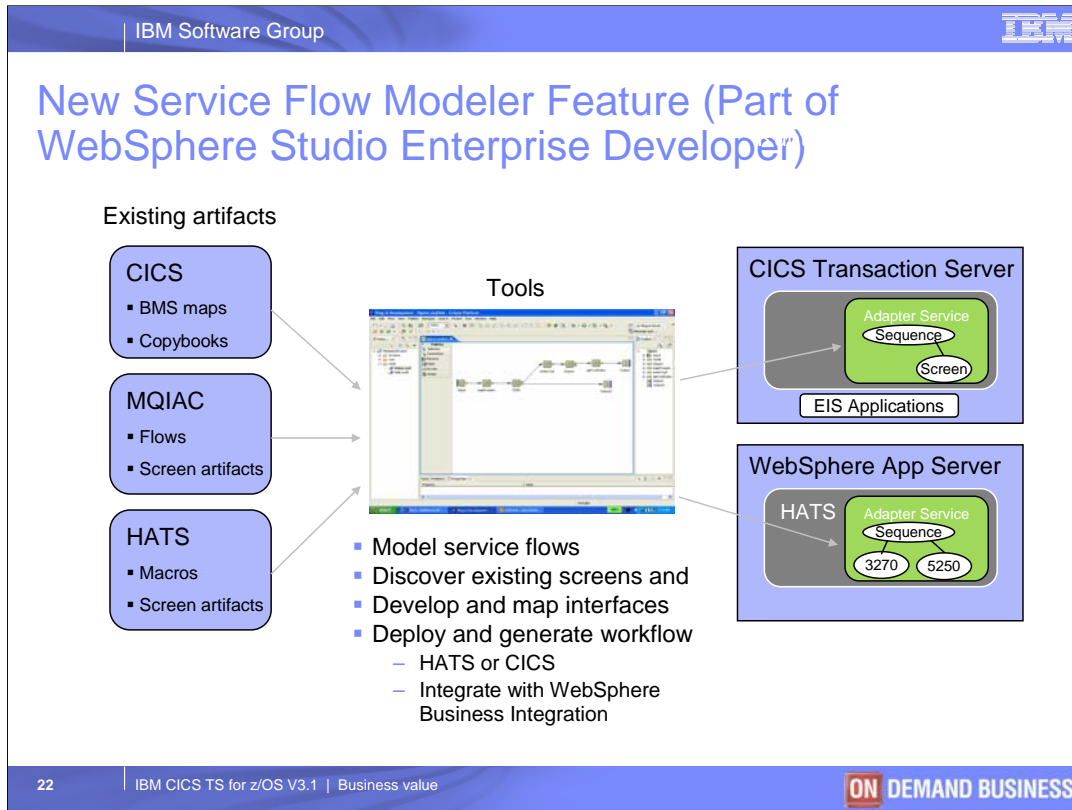 IBM Software Group
IBM
New Service Flow Modeler Feature (Part of
WebSphere Studio Enterprise Developer)
Existing artifacts
CICS
▪ BMS maps
▪ Copybooks
MQIAC
▪ Flows
▪ Screen artifacts
HATS
▪ Macros
▪ Screen artifacts
Tools
▪ Model service flows
▪ Discover existing screens and
▪ Develop and map interfaces
▪ Deploy and generate workflow
– HATS or CICS
– Integrate with WebSphere
Business Integration
CICS Transaction Server
Adapter Service
Sequence
Screen
EIS Applications
WebSphere App Server
HATS
Adapter Service
Sequence
3270
5250
22
IBM CICS TS for z/OS V3.1 | Business value
ON DEMAND BUSINESS